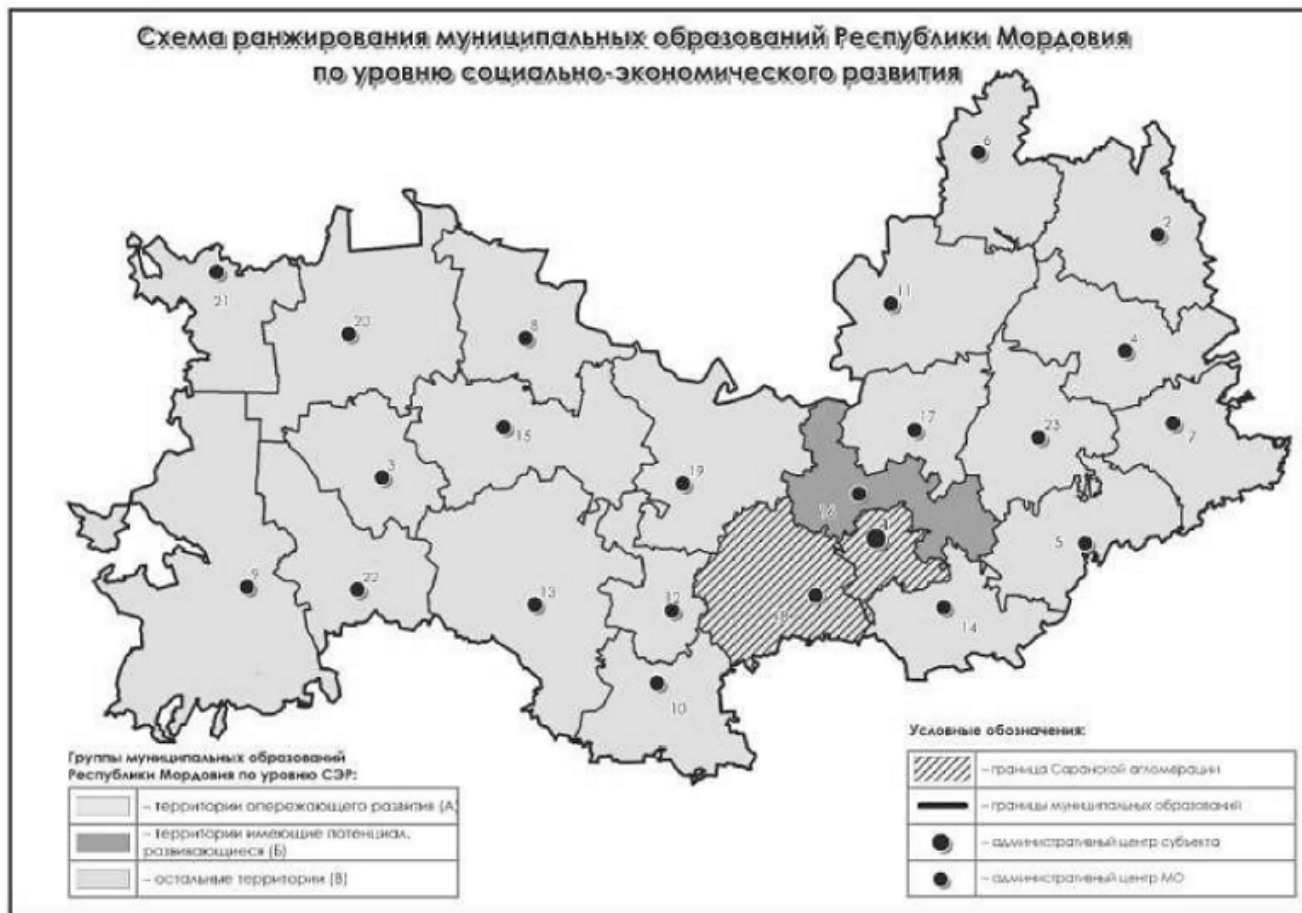 Схема ранжирования муниципальных образований Республики Мордовия
по уровню социально-экономического развития
6
2
21
20
8
11
4
15
17
23
7
3
19
16
1
5
9
22
13
12
18
14
10
Группы муниципальных образований
Республики Мордовия по уровню СЭР:
– территории опережающего развития (А)
– территории имеющие потенциал,
развивающиеся (Б)
– остальные территории (В)
Условные обозначения:
– граница Саранской агломерации
– границы муниципальных образований
– административный центр субъекта
– административный центр МО